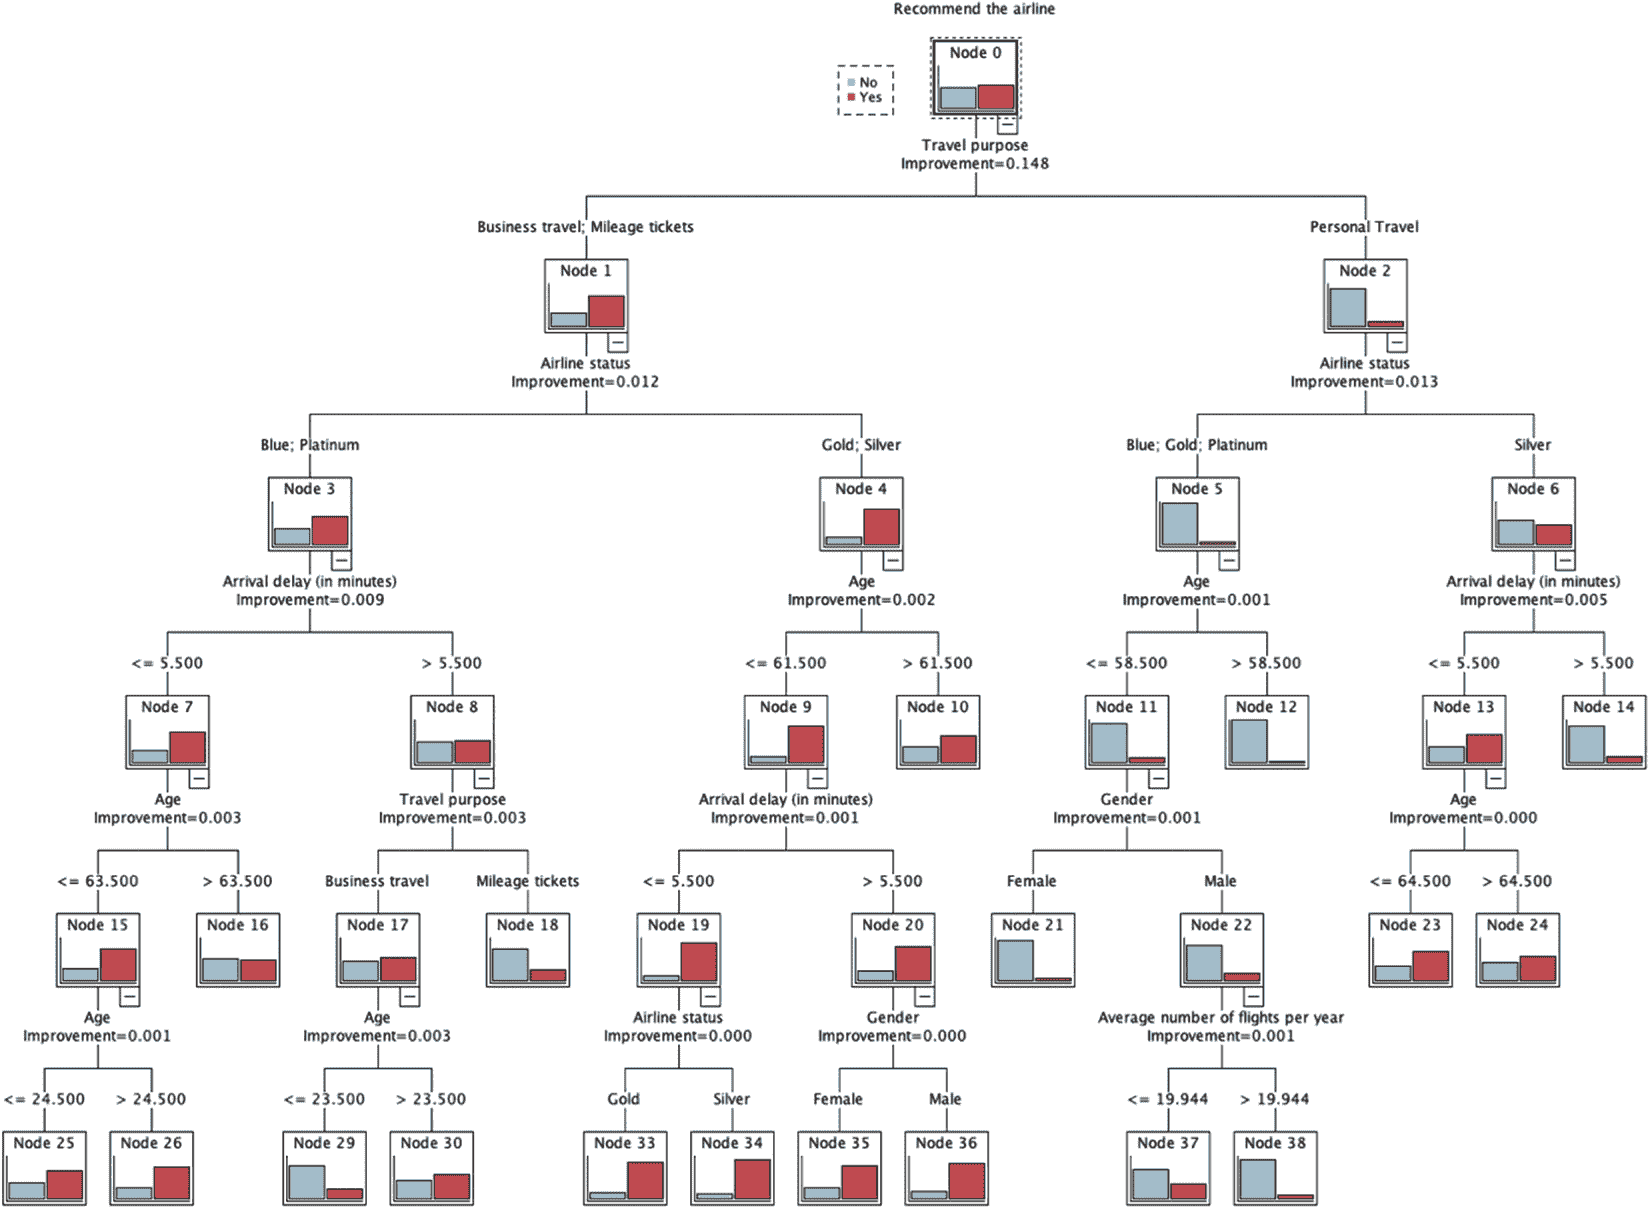 Recommend the airline
Node 0
No
Yes
Travel purpose
Improvement=0.148
Business travel; Mileage tickets
Personal Travel
Node 1
Node 2
Airline status
Improvement=0.012
Airline status
Improvement=0.013
Blue; Platinum
Gold; Silver
Blue; Gold; Platinum
Silver
Node 3
Node 4
Node 5
Node 6
Arrival delay (in minutes)
Improvement=0.009
Age
Improvement=0.002
Age
Improvement=0.001
Arrival delay (in minutes)
Improvement=0.005
<= 5.500
> 5.500
<= 61.500
> 61.500
<= 58.500
> 58.500
<= 5.500
> 5.500
Node 7
Node 8
Node 9
Node 10
Node 11
Node 12
Node 13
Node 14
Age
Improvement=0.003
Travel purpose
Improvement=0.003
Arrival delay (in minutes)
Improvement=0.001
Gender
Improvement=0.001
Age
Improvement=0.000
<= 63.500
> 63.500
Business travel
Mileage tickets
<= 5.500
> 5.500
Female
Male
<= 64.500
> 64.500
Node 15
Node 16
Node 17
Node 18
Node 19
Node 20
Node 21
Node 22
Node 23
Node 24
Age
Improvement=0.001
Age
Improvement=0.003
Airline status
Improvement=0.000
Gender
Improvement=0.000
Average number of flights per year
Improvement=0.001
<= 24.500
> 24.500
<= 23.500
> 23.500
Gold
Silver
Female
Male
<= 19.944
> 19.944
Node 25
Node 26
Node 29
Node 30
Node 33
Node 34
Node 35
Node 36
Node 37
Node 38